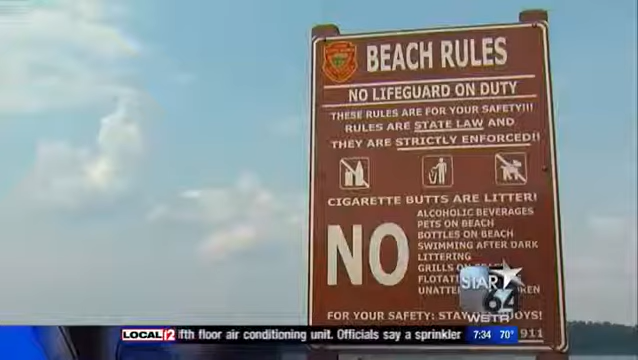 BEACH RULES
NO LIFEGUARD ON DUTY
THESE RULES ARE FOR YOUR SAFETY!!!
RULES ARE STATE LAW AND
THEY ARE STRICTLY ENFORCED!!
CIGARETTE BUTTS ARE LITTER!
NO
ALCOHOLIC BEVERAGES
PETS ON BEACH
BOTTLES ON BEACH
SWIMMING AFTER DARK
LITTERING
GRILLS ON
FOR YOUR SAFETY: STAY
911
STAR
64
WSTR
LOCAL 12
ifth floor air conditioning unit. Officials say a sprinkler
7:34 70°